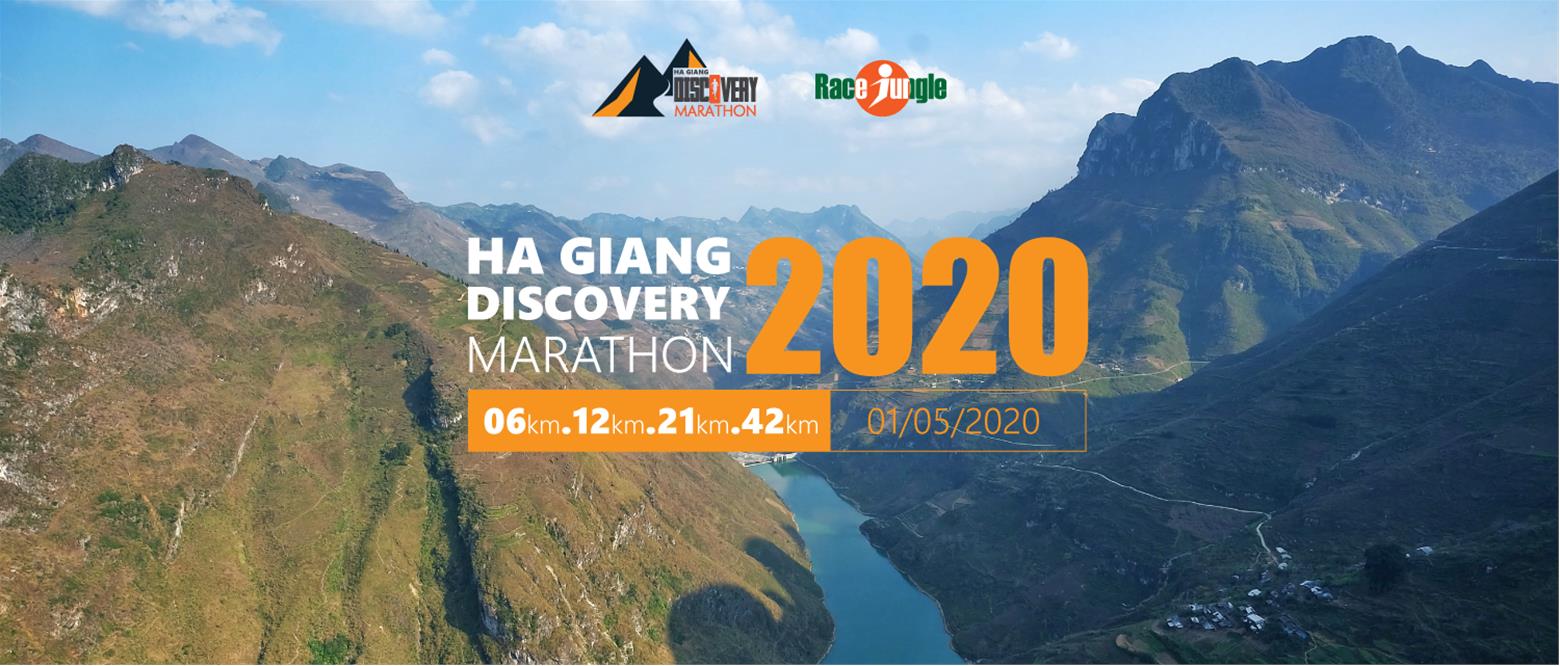 HA GIANG
DISCOVERY
MARATHON
Race Jungle
HA GIANG
DISCOVERY
MARATHON
2020
06km.12km.21km.42km
01/05/2020